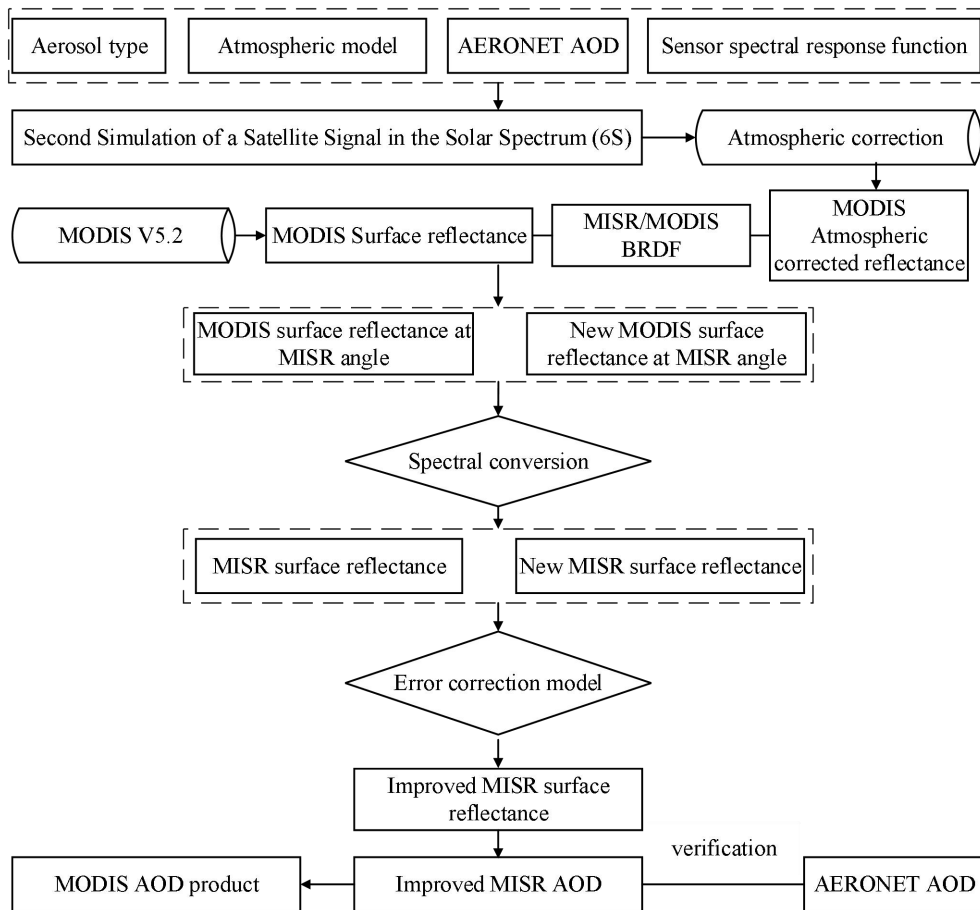 Aerosol type
Atmospheric model
AERONET AOD
Sensor spectral response function
Second Simulation of a Satellite Signal in the Solar Spectrum (6S)
Atmospheric correction
MODIS V5.2
MODIS Surface reflectance
MISR/MODIS
BRDF
MODIS
Atmospheric
corrected reflectance
MODIS surface reflectance at
MISR angle
New MODIS surface
reflectance at MISR angle
Spectral conversion
MISR surface reflectance
New MISR surface reflectance
Error correction model
Improved MISR surface
reflectance
verification
MODIS AOD product
Improved MISR AOD
AERONET AOD